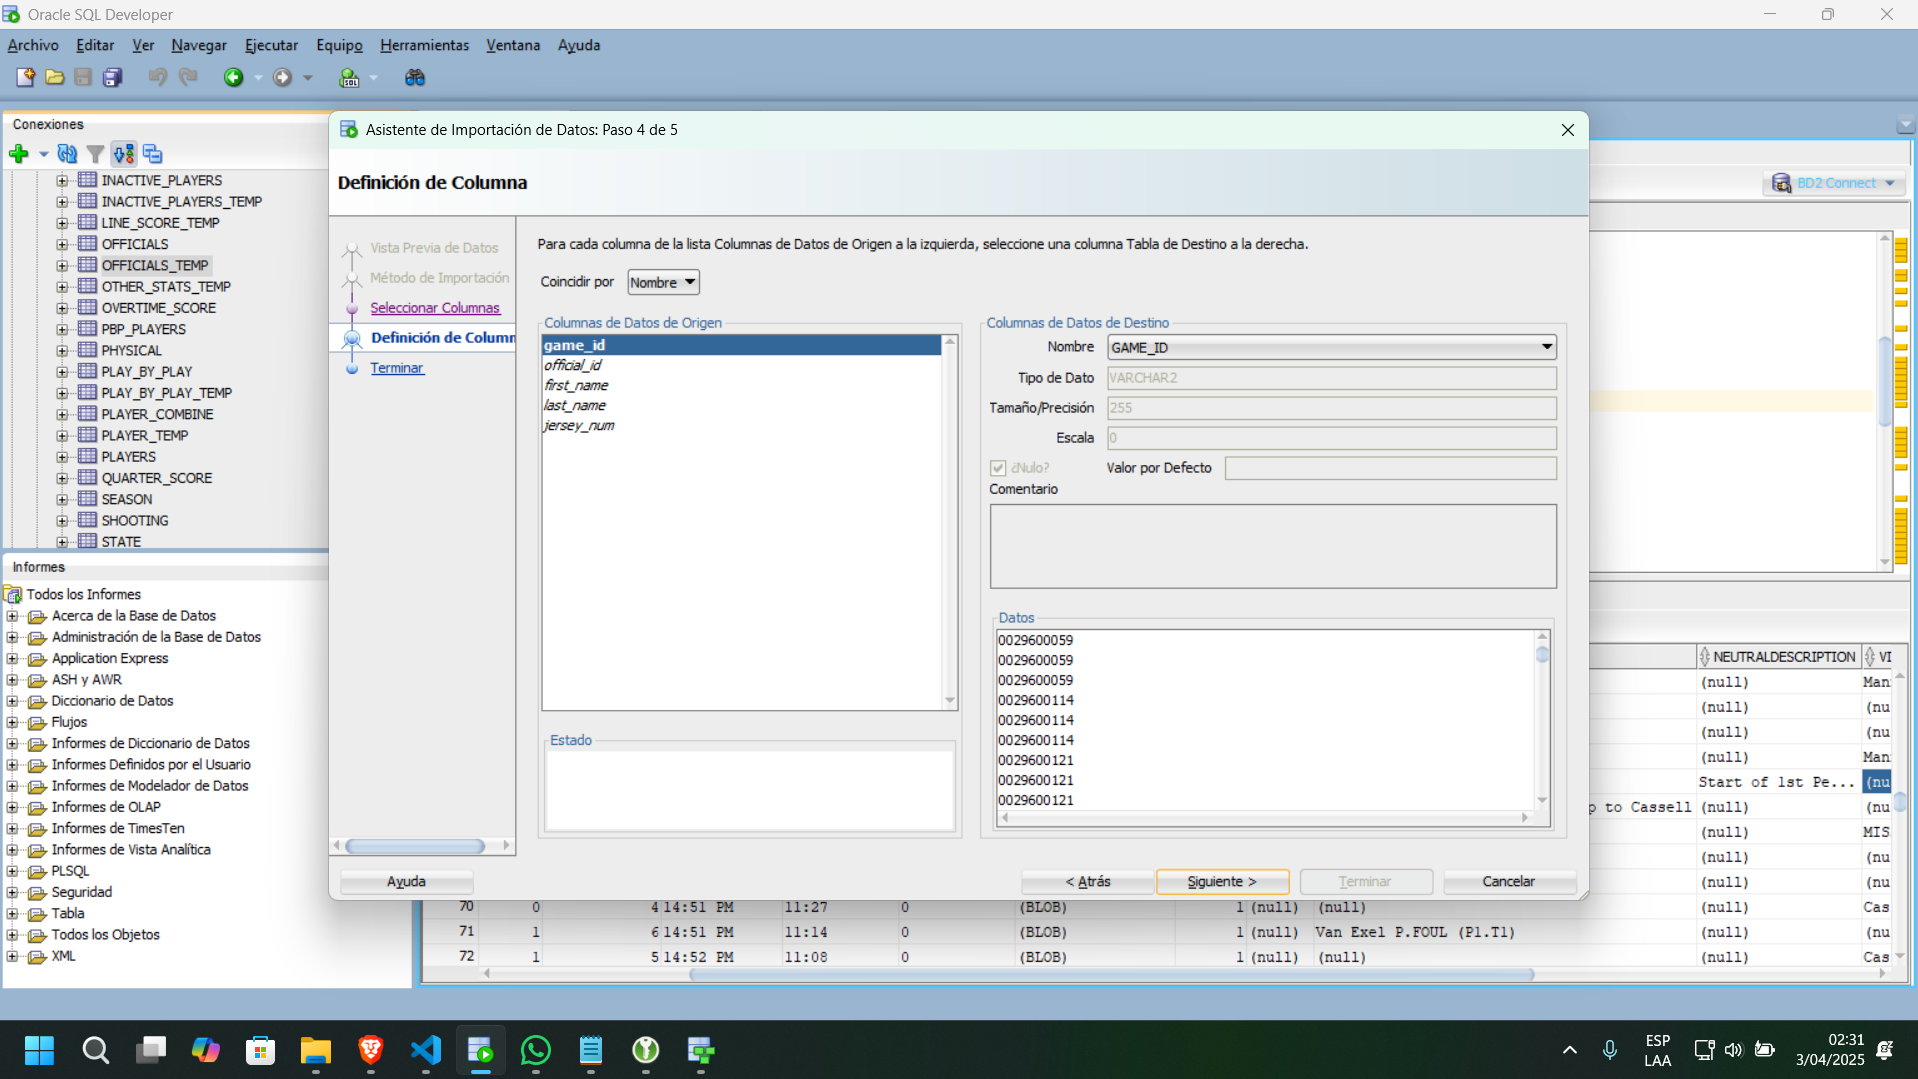 Oracle SQL Developer
Archivo Editar Ver Navegar Ejecutar Equipo Herramientas Ventana Ayuda
Conexiones
INACTIVE_PLAYERS
INACTIVE_PLAYERS_TEMP
LINE_SCORE_TEMP
OFFICIALS
OFFICIALS_TEMP
OTHER_STATS_TEMP
OVERTIME_SCORE
PBP_PLAYERS
PHYSICAL
PLAY_BY_PLAY
PLAY_BY_PLAY_TEMP
PLAYER_COMBINE
PLAYER_TEMP
PLAYERS
QUARTER_SCORE
SEASON
SHOOTING
STATE
Informes
Todos los Informes
Acerca de la Base de Datos
Administración de la Base de Datos
Application Express
ASH y AWR
Diccionario de Datos
Flujos
Informes de Diccionario de Datos
Informes Definidos por el Usuario
Informes de Modelador de Datos
Informes de OLAP
Informes de TimesTen
Informes de Vista Analítica
PLSQL
Seguridad
Tabla
Todos los Objetos
XML
Asistente de Importación de Datos: Paso 4 de 5
Definición de Columna
Vista Previa de Datos
Método de Importación
Seleccionar Columnas
Definición de Column
Terminar
Para cada columna de la lista Columnas de Datos de Origen a la izquierda, seleccione una columna Tabla de Destino a la derecha.
Coincidir por Nombre
Columnas de Datos de Origen
game_id
official_id
first_name
last_name
jersey_num
Estado
Columnas de Datos de Destino
Nombre GAME_ID
Tipo de Dato VARCHAR2
Tamaño/Precisión 255
Escala 0
¿Nulo? Valor por Defecto
Comentario
Datos
0029600059
0029600059
0029600059
0029600114
0029600114
0029600114
0029600121
0029600121
0029600121
Ayuda < Atrás Siguiente > Terminar Cancelar
BD2 Connect
NEUTRALDESCRIPTION VI
(null) Man
(null) (nu
(null) (nu
(null) Man
Start of 1st Pe... (nu
p to Cassell (null) (nu
(null) MIS
(null) (nu
(null) (nu
70 0 4 14:51 PM 11:27 0 (BLOB) 1 (null) (null) (null) Cas
71 1 6 14:51 PM 11:14 0 (BLOB) 1 (null) Van Exel P.FOUL (P1.T1) (null) (nu
72 1 5 14:52 PM 11:08 0 (BLOB) 1 (null) (null) (null) Cas
SQL
ESP
LAA
02:31
3/04/2025